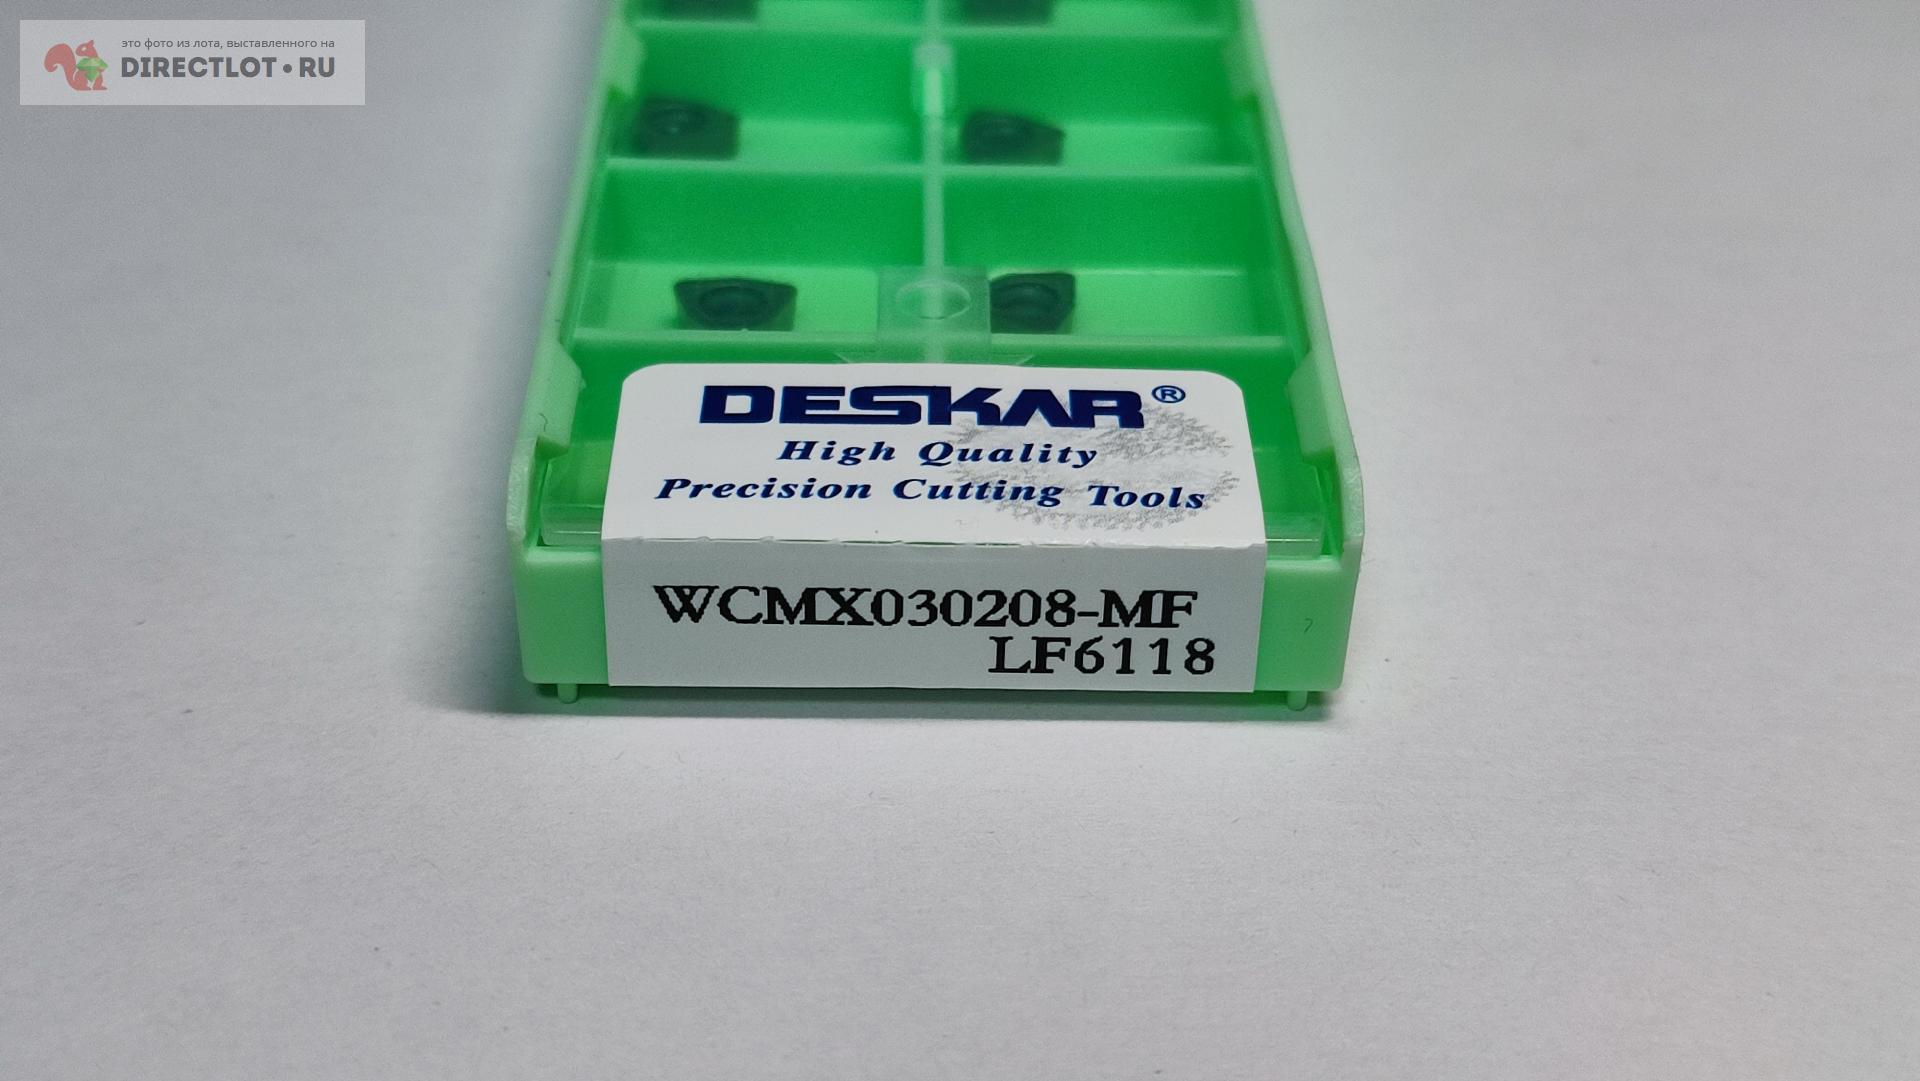 это фото из лота, выставленного на
DIRECTLOT•RU
DESKAR®
High Quality
Precision Cutting Tools
WCMX030208-MF
LF6118